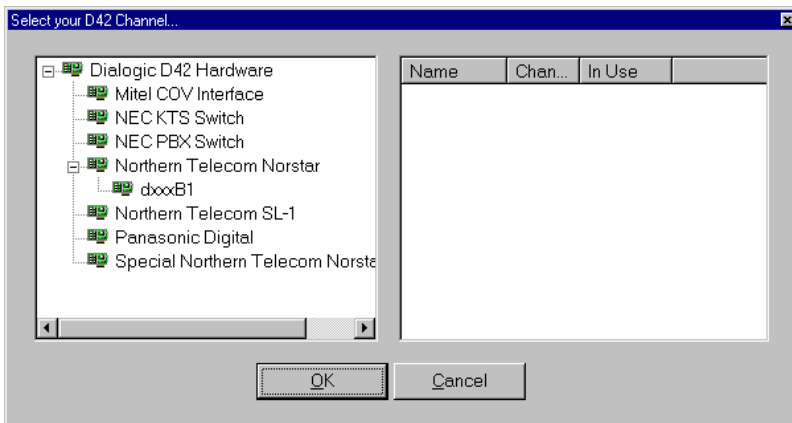 Select your D42 Channel...
Dialogic D42 Hardware
Mitel COV Interface
NEC KTS Switch
NEC PBX Switch
Northern Telecom Norstar
dxxxB1
Northern Telecom SL-1
Panasonic Digital
Special Northern Telecom Norsta
Name Chan... In Use
OK Cancel